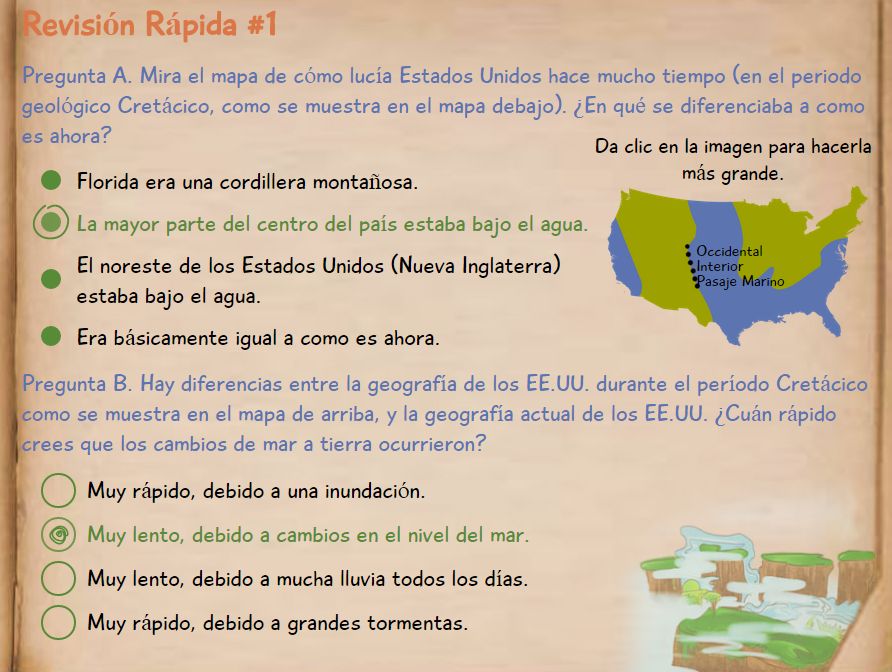 Revisión Rápida #1
Pregunta A. Mira el mapa de cómo lucía Estados Unidos hace mucho tiempo (en el periodo
geológico Cretácico, como se muestra en el mapa debajo). ¿En qué se diferenciaba a como
es ahora?
Da clic en la imagen para hacerla
más grande.
Florida era una cordillera montañosa.
La mayor parte del centro del país estaba bajo el agua.
El noreste de los Estados Unidos (Nueva Inglaterra)
estaba bajo el agua.
Era básicamente igual a como es ahora.
Occidental
Interior
Pasaje Marino
Pregunta B. Hay diferencias entre la geografía de los EE.UU. durante el período Cretácico
como se muestra en el mapa de arriba, y la geografía actual de los EE.UU. ¿Cuán rápido
crees que los cambios de mar a tierra ocurrieron?
Muy rápido, debido a una inundación.
Muy lento, debido a cambios en el nivel del mar.
Muy lento, debido a mucha lluvia todos los días.
Muy rápido, debido a grandes tormentas.